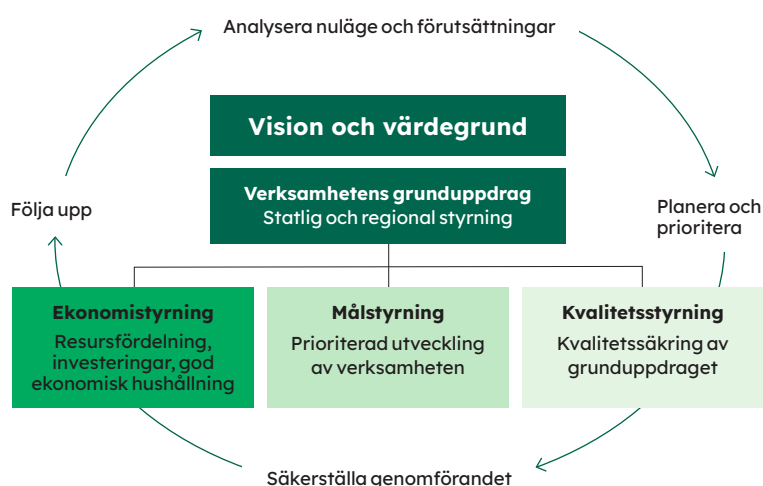 Analysera nuläge och förutsättningar
Vision och värdegrund
Verksamhetens grunduppdrag
Statlig och regional styrning
Följa upp
Planera och
prioritera
Ekonomistyrning
Resursfördelning,
investeringar, god
ekonomisk hushållning
Målstyrning
Prioriterad utveckling
av verksamheten
Kvalitetsstyrning
Kvalitetssäkring av
grunduppdraget
Säkerställa genomförandet